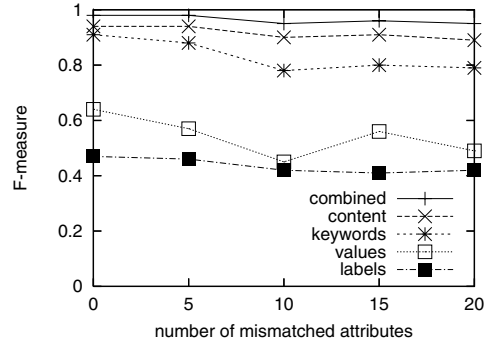 1
0.8
0.6
0.4
0.2
0
F-measure
combined
content
keywords
values
labels
0 5 10 15 20
number of mismatched attributes